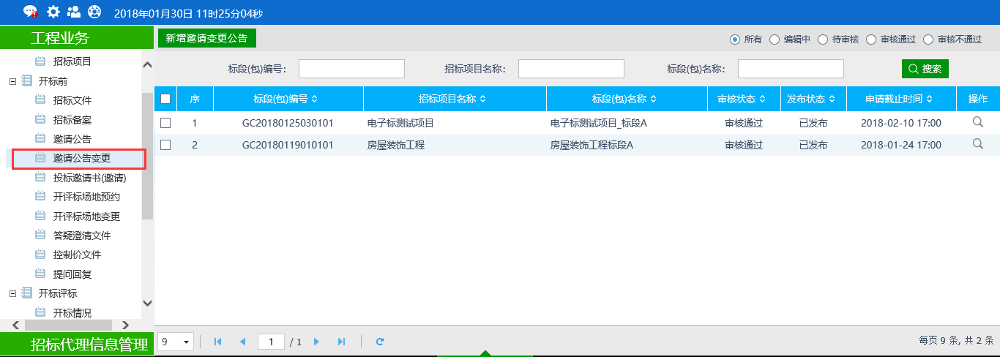 2018年01月30日 11时25分04秒
工程业务
招标项目
开标前
招标文件
招标备案
邀请公告
邀请公告变更
投标邀请书(邀请)
开评标场地预约
开评标场地变更
答疑澄清文件
控制价文件
提问回复
开标评标
开标情况
招标代理信息管理
新增邀请变更公告
所有 编辑中 待审核 审核通过 审核不通过
标段(包)编号: 招标项目名称: 标段(包)名称: 搜索
序 标段(包)编号 招标项目名称 标段(包)名称 审核状态 发布状态 申请截止时间 操作
1 GC20180125030101 电子标测试项目 电子标测试项目_标段A 审核通过 已发布 2018-02-10 17:00
2 GC20180119010101 房屋装饰工程 房屋装饰工程标段A 审核通过 已发布 2018-01-24 17:00
9 1 / 1 每页 9 条, 共 2 条